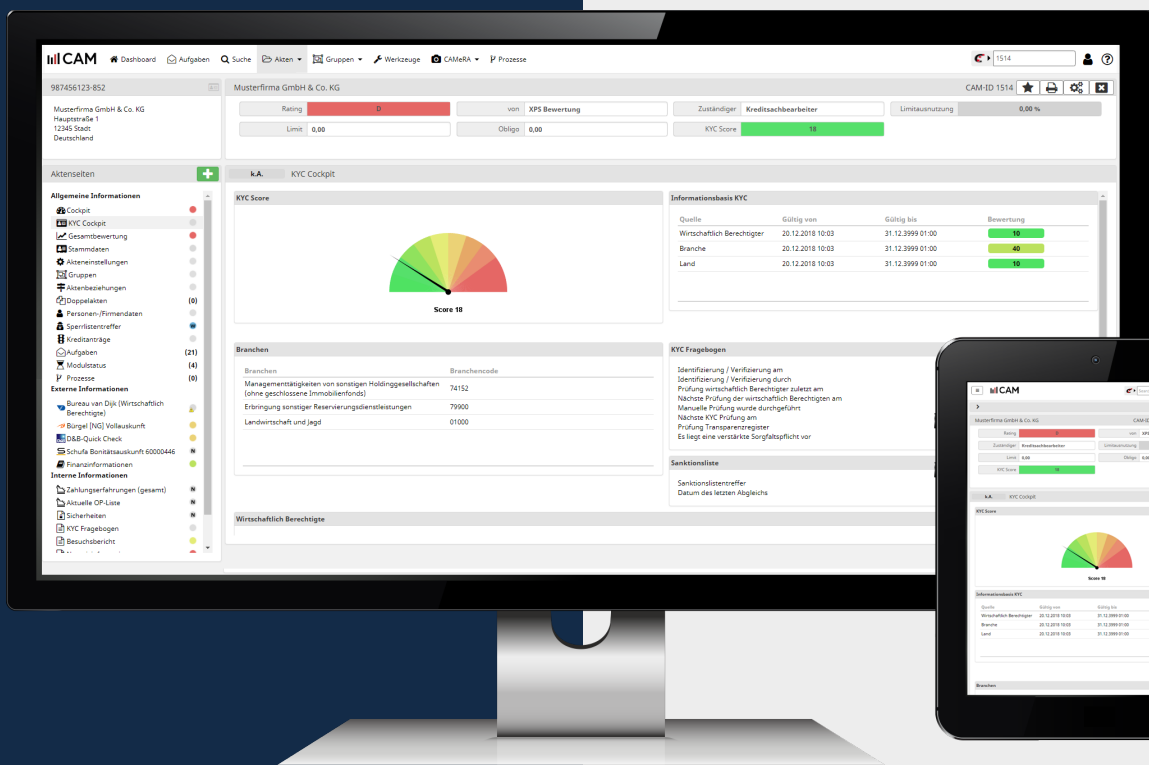 CAM Dashboard Aufgaben Suche Akten Gruppen Werkzeuge CAMeRA Prozesse 1514
987456123-852
Musterfirma GmbH & Co. KG
Hauptstraße 1
12345 Stadt
Deutschland
Musterfirma GmbH & Co. KG CAM-ID 1514
Rating D von XPS Bewertung Zuständiger Kreditsachbearbeiter Limitausnutzung 0,00 %
Limit 0,00 Obligo 0,00 KYC Score 18
Aktenseiten
Allgemeine Informationen
Cockpit
KYC Cockpit
Gesamtbewertung
Stammdaten
Akteneinstellungen
Gruppen
Aktenbeziehungen
Doppelakten (0)
Personen-/Firmendaten
Sperrlistentreffer
Kreditanträge
Aufgaben (21)
Modulstatus (4)
Prozesse (0)
Externe Informationen
Bureau van Dijk (Wirtschaftlich
Berechtigte)
Bürgel [NG] Vollauskunft
D&B-Quick Check
Schufa Bonitätsauskunft 60000446 N
Finanzinformationen
Interne Informationen
Zahlungserfahrungen (gesamt) N
Aktuelle OP-Liste N
Sicherheiten N
KYC Fragebogen
Besuchsbericht
k.A. KYC Cockpit
KYC Score
Score 18
Informationsbasis KYC
Quelle Gültig von Gültig bis Bewertung
Wirtschaftlich Berechtigter 20.12.2018 10:03 31.12.3999 01:00 10
Branche 20.12.2018 10:03 31.12.3999 01:00 40
Land 20.12.2018 10:03 31.12.3999 01:00 10
Branchen
Branchen Branchencode
Managementtätigkeiten von sonstigen Holdinggesellschaften
(ohne geschlossene Immobilienfonds) 74152
Erbringung sonstiger Reservierungsdienstleistungen 79900
Landwirtschaft und Jagd 01000
KYC Fragebogen
Identifizierung / Verifizierung am
Identifizierung / Verifizierung durch
Prüfung wirtschaftlich Berechtigter zuletzt am
Nächste Prüfung der wirtschaftlich Berechtigten am
Manuelle Prüfung wurde durchgeführt
Nächste KYC Prüfung am
Prüfung Transparenzregister
Es liegt eine verstärkte Sorgfaltspflicht vor
Sanktionsliste
Sanktionslistentreffer
Datum des letzten Abgleichs
Wirtschaftlich Berechtigte
CAM
Musterfirma GmbH & Co. KG CAM-ID
Rating D von XPS
Zuständiger Kreditsachbearbeiter Limitausnutzung
Limit 0,00 Obligo 0,00
KYC Score 18
k.A. KYC Cockpit
KYC Score
Score 18
Informationsbasis KYC
Quelle Gültig von Gültig bis
Wirtschaftlich Berechtigter 20.12.2018 10:03 31.12.3999 01:00
Branche 20.12.2018 10:03 31.12.3999 01:00
Land 20.12.2018 10:03 31.12.3999 01:00
Branchen